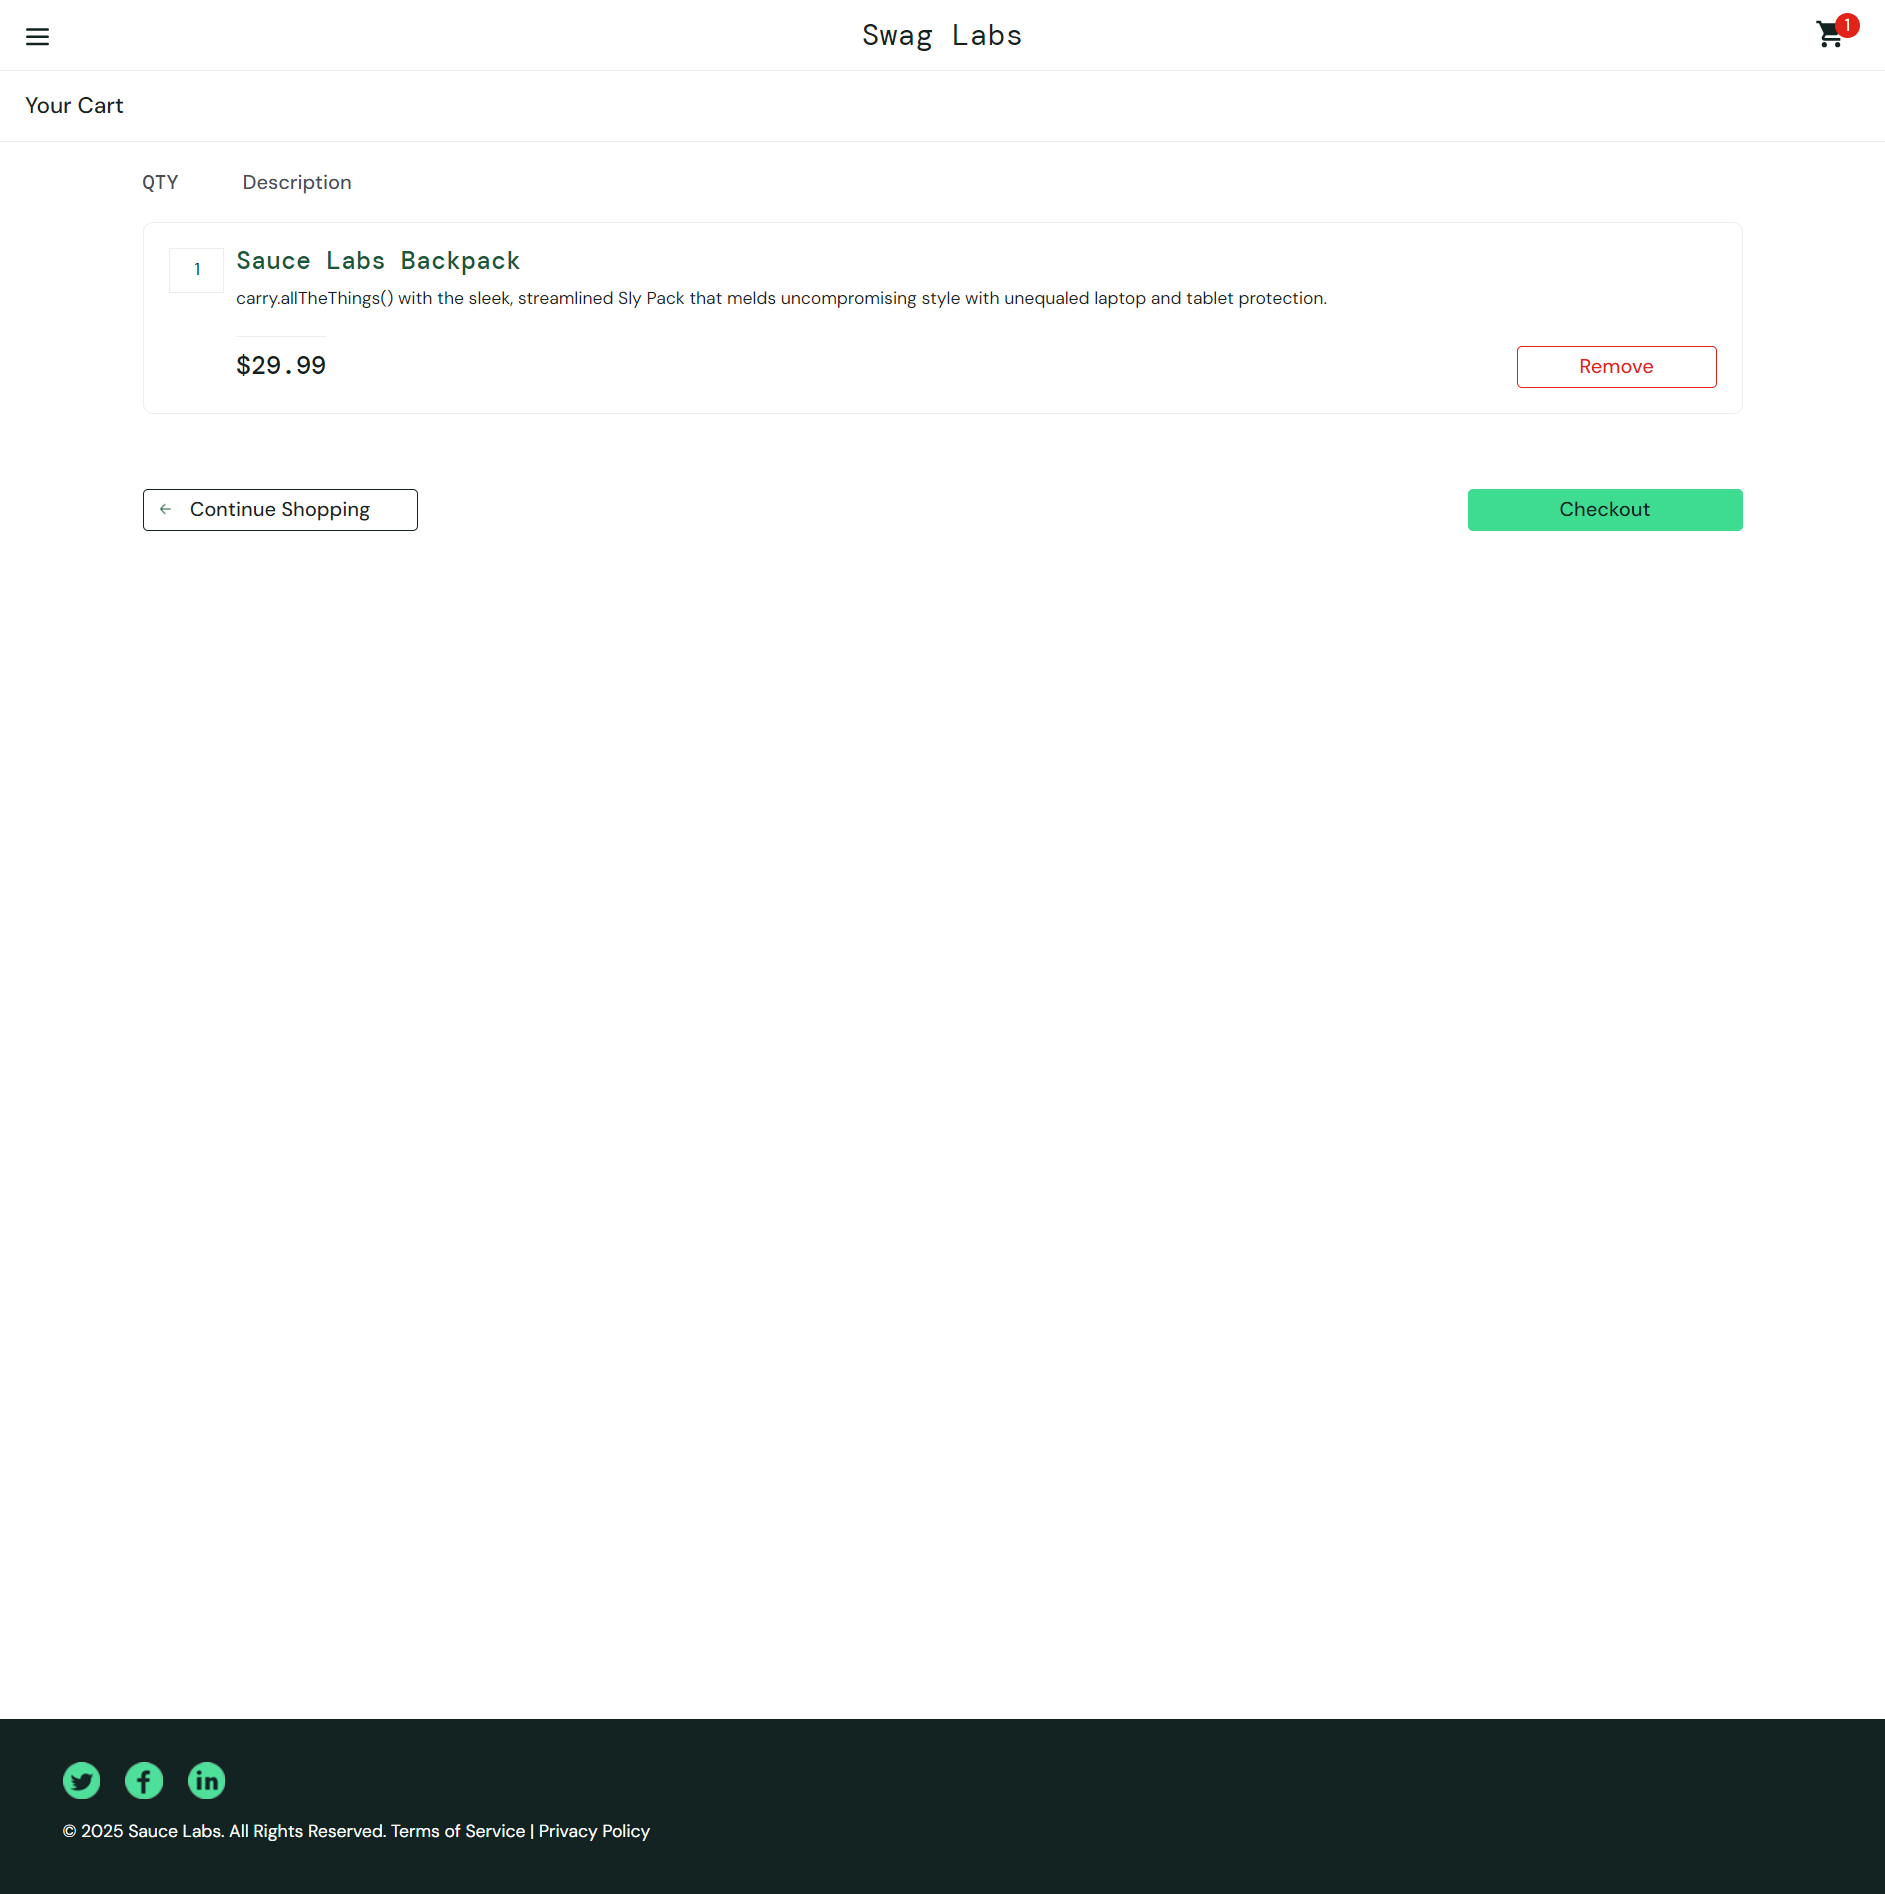 Swag Labs
1
Your Cart
QTY Description
1
Sauce Labs Backpack
carry.allTheThings() with the sleek, streamlined Sly Pack that melds uncompromising style with unequaled laptop and tablet protection.
$29.99
Remove
Continue Shopping
Checkout
© 2025 Sauce Labs. All Rights Reserved. Terms of Service | Privacy Policy